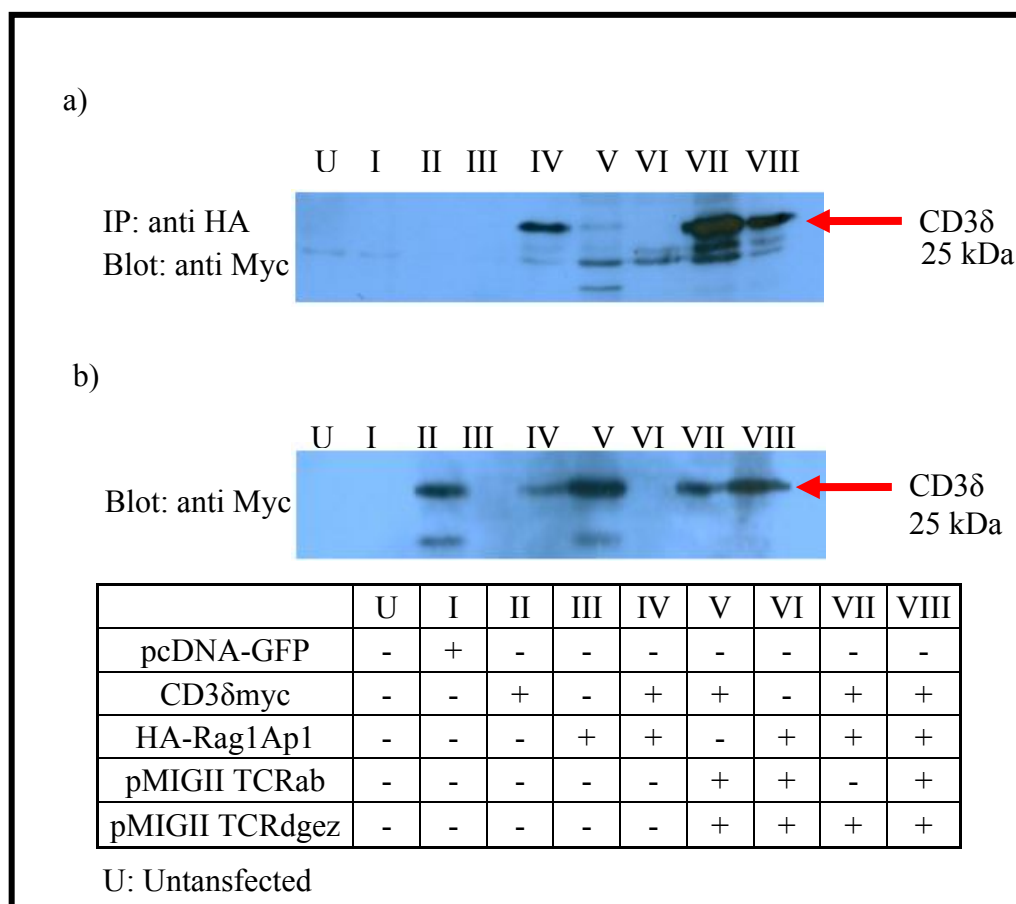 a)
U I II III IV V VI VII VIII
IP: anti HA
Blot: anti Myc
CD3δ
25 kDa
b)
U I II III IV V VI VII VIII
Blot: anti Myc
CD3δ
25 kDa
U I II III IV V VI VII VIII
pcDNA-GFP - + - - - - - - -
CD3δmyc - - + - + + - + +
HA-Rag1Ap1 - - - + + - + + +
pMIGII TCRab - - - - - + + - +
pMIGII TCRdgez - - - - - + + + +
U: Untansfected